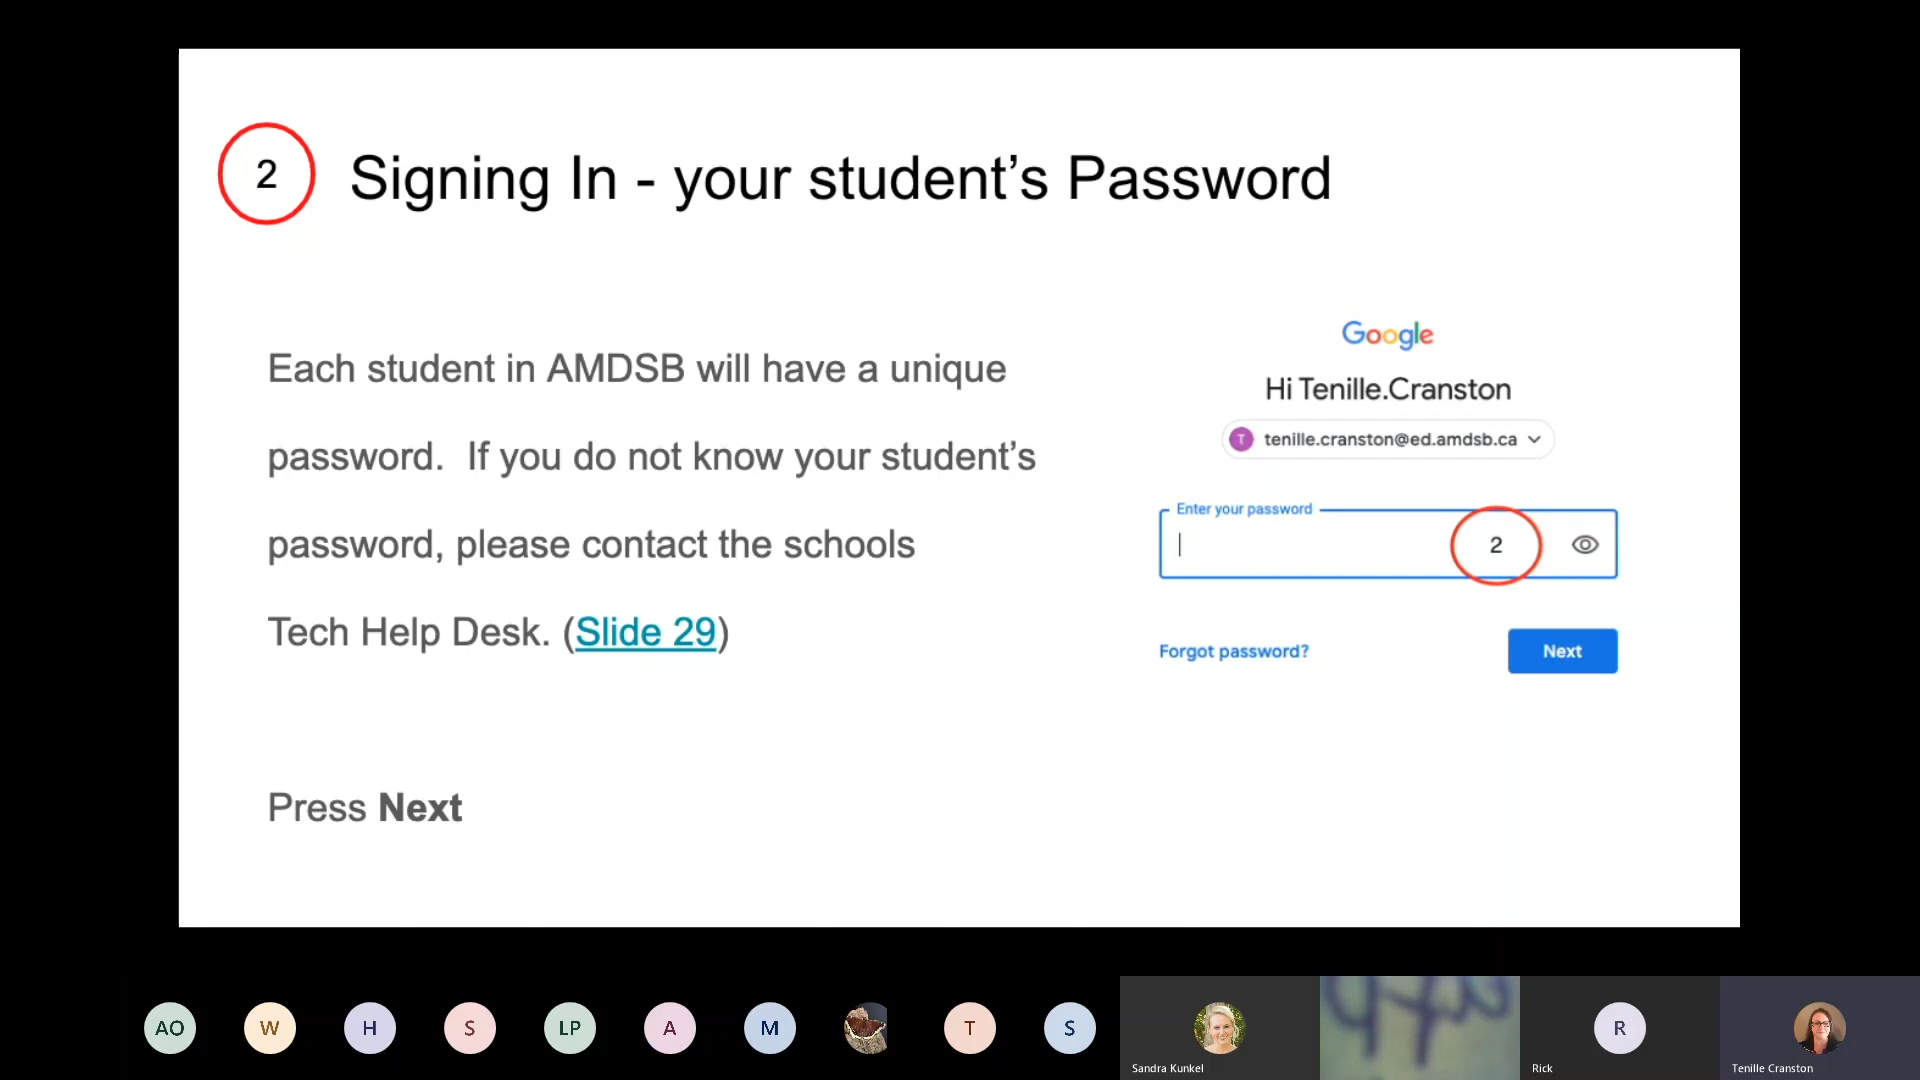 2
Signing In - your student’s Password
Each student in AMDSB will have a unique
password.  If you do not know your student’s
password, please contact the schools
Tech Help Desk. (Slide 29)
Press Next
Google
Hi Tenille.Cranston
T
tenille.cranston@ed.amdsb.ca
Enter your password
2
Forgot password?
Next
AO
W
H
S
LP
A
M
T
S
R
Sandra Kunkel
Rick
Tenille Cranston